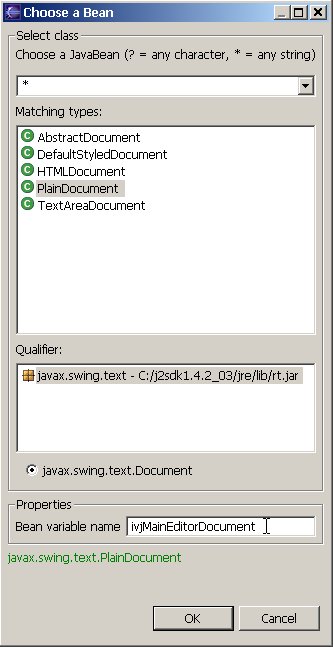 Choose a Bean
Select class
Choose a JavaBean (? = any character, * = any string)
*
Matching types:
C AbstractDocument
C DefaultStyledDocument
C HTMLDocument
C PlainDocument
C TextAreaDocument
Qualifier:
javax.swing.text - C:/j2sdk1.4.2_03/jre/lib/rt.jar
javax.swing.text.Document
Properties
Bean variable name ivjMainEditorDocument
javax.swing.text.PlainDocument
OK Cancel